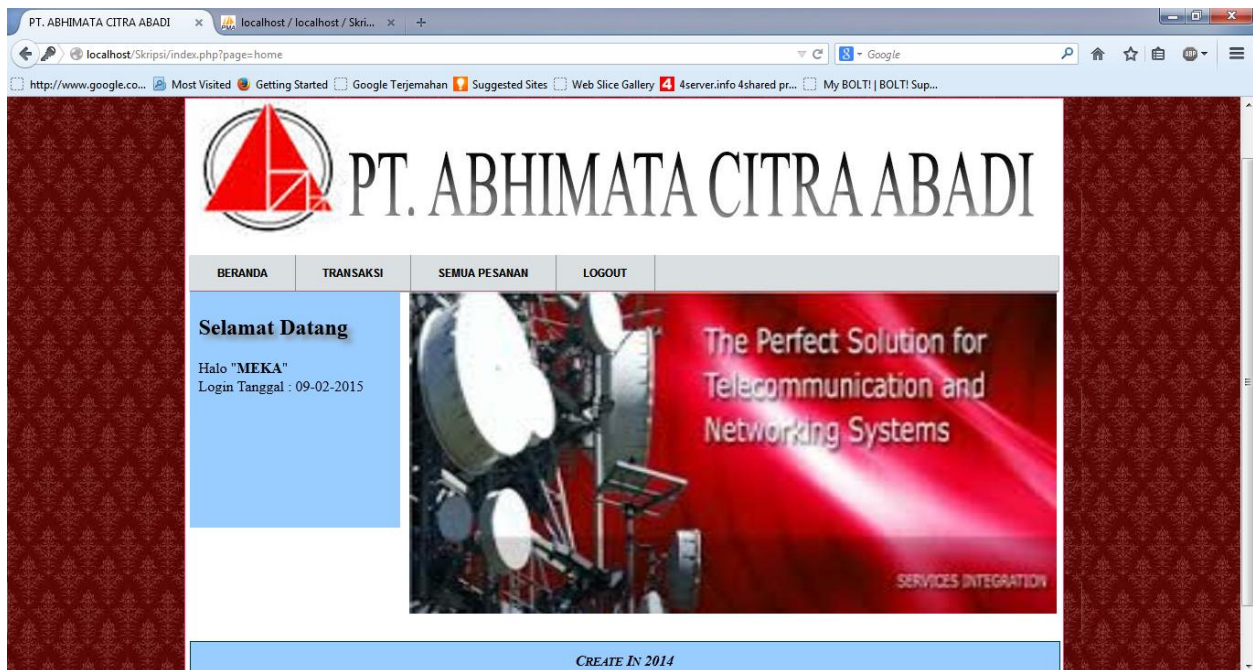 PT. ABHIMATA CITRA ABADI
localhost / localhost / Skri...
localhost/Skripsi/index.php?page=home
Google
http://www.google.co...
Most Visited
Getting Started
Google Terjemahan
Suggested Sites
Web Slice Gallery
4server.info 4shared pr...
My BOLT! | BOLT! Sup...
PT. ABHIMATA CITRA ABADI
BERANDA TRANSAKSI SEMUA PESANAN LOGOUT
Selamat Datang
Halo "MEKA"
Login Tanggal : 09-02-2015
The Perfect Solution for
Telecommunication and
Networking Systems
SERVICES INTEGRATION
CREATE IN 2014